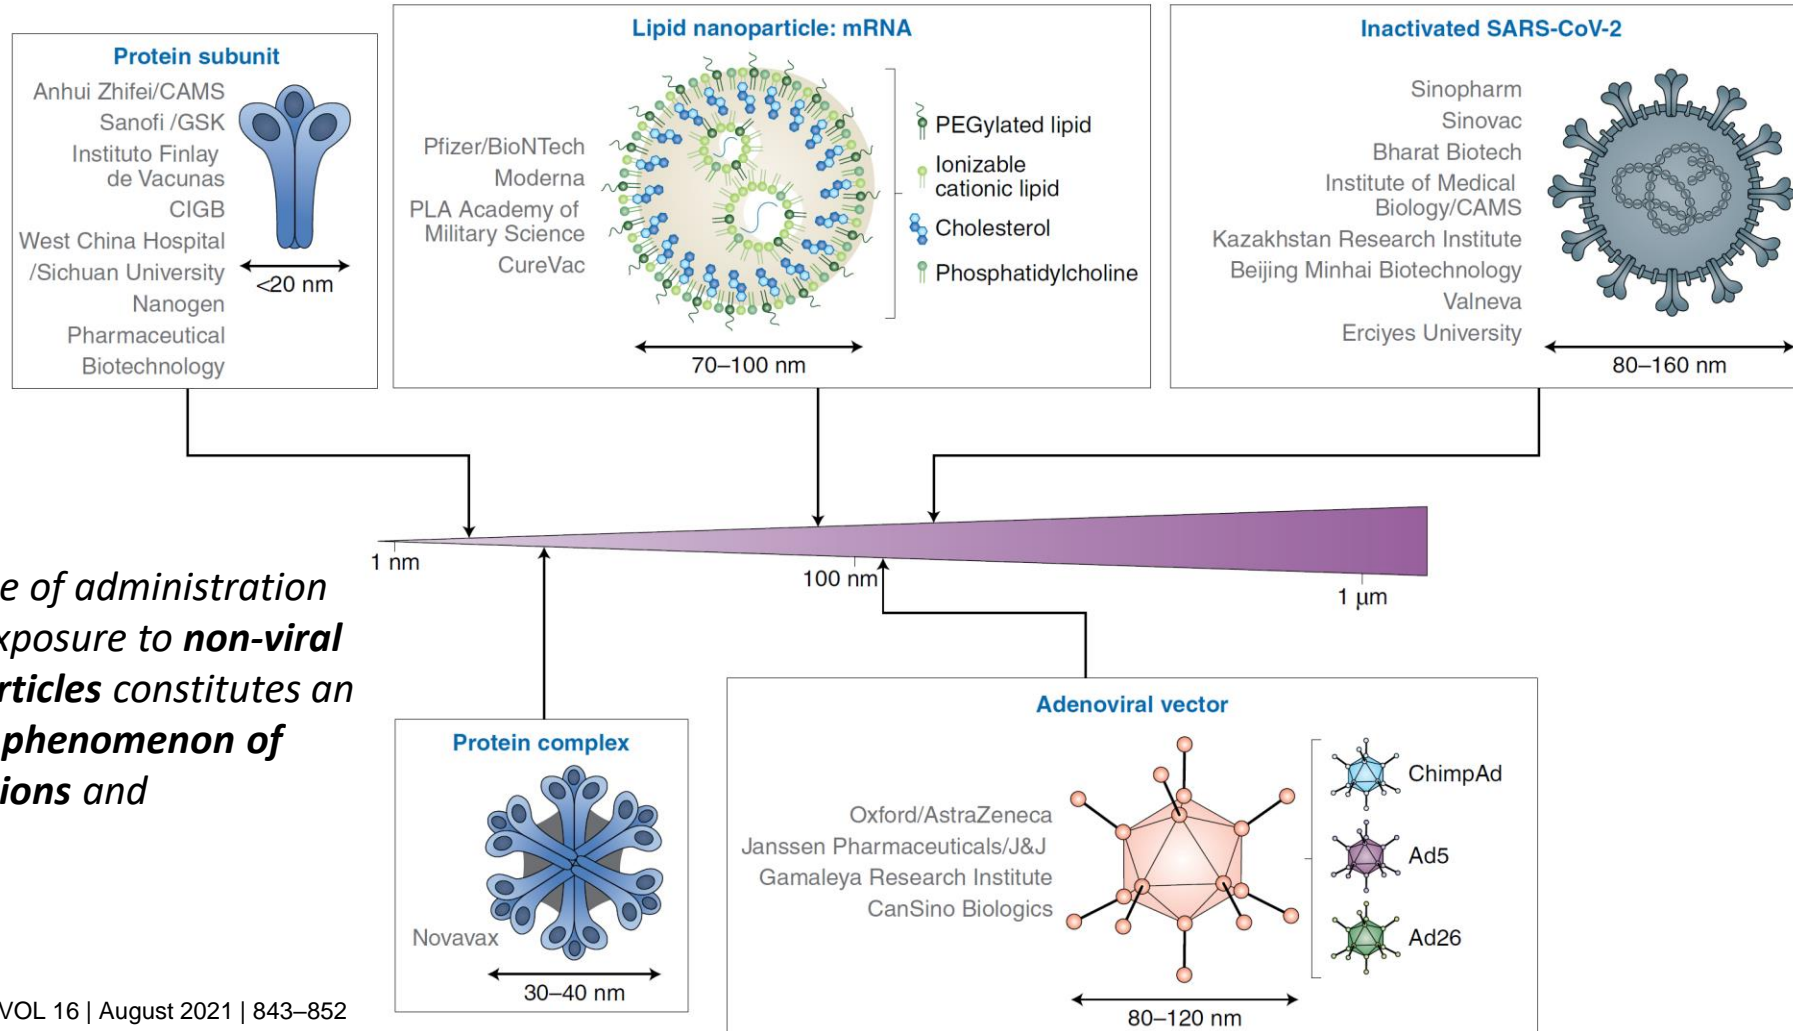 Protein subunit
Anhui Zhifei/CAMS
Sanofi /GSK
Instituto Finlay
de Vacunas
CIGB
West China Hospital
/Sichuan University
Nanogen
Pharmaceutical
Biotechnology
<20 nm
Lipid nanoparticle: mRNA
Pfizer/BioNTech
Moderna
PLA Academy of
Military Science
CureVac
PEGylated lipid
Ionizable
cationic lipid
Cholesterol
Phosphatidylcholine
70–100 nm
Inactivated SARS-CoV-2
Sinopharm
Sinovac
Bharat Biotech
Institute of Medical
Biology/CAMS
Kazakhstan Research Institute
Beijing Minhai Biotechnology
Valneva
Erciyes University
80–160 nm
1 nm
100 nm
1 μm
e of administration
xposure to non-viral
rticles constitutes an
phenomenon of
ions and
Protein complex
Novavax
30–40 nm
Adenoviral vector
Oxford/AstraZeneca
Janssen Pharmaceuticals/J&J
Gamaleya Research Institute
CanSino Biologics
ChimpAd
Ad5
Ad26
80–120 nm
VOL 16 | August 2021 | 843–852